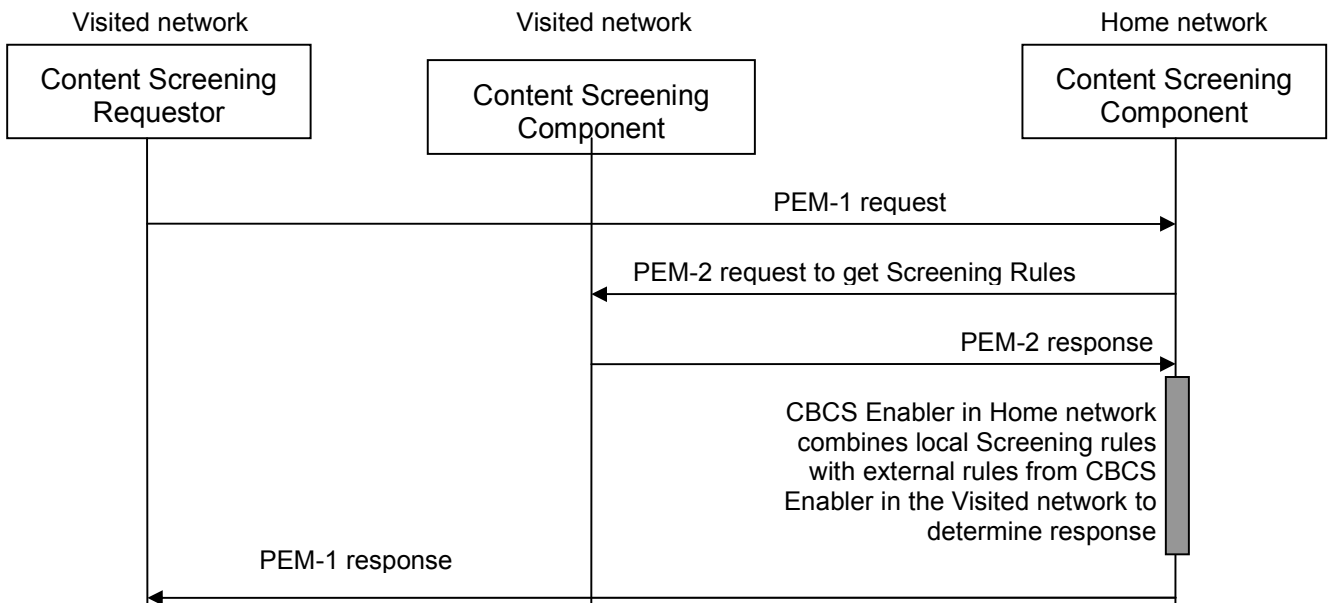 Visited network
Visited network
Home network
Content Screening
Requestor
Content Screening
Component
Content Screening
Component
PEM-1 request
PEM-2 request to get Screening Rules
PEM-2 response
CBCS Enabler in Home network
combines local Screening rules
with external rules from CBCS
Enabler in the Visited network to
determine response
PEM-1 response